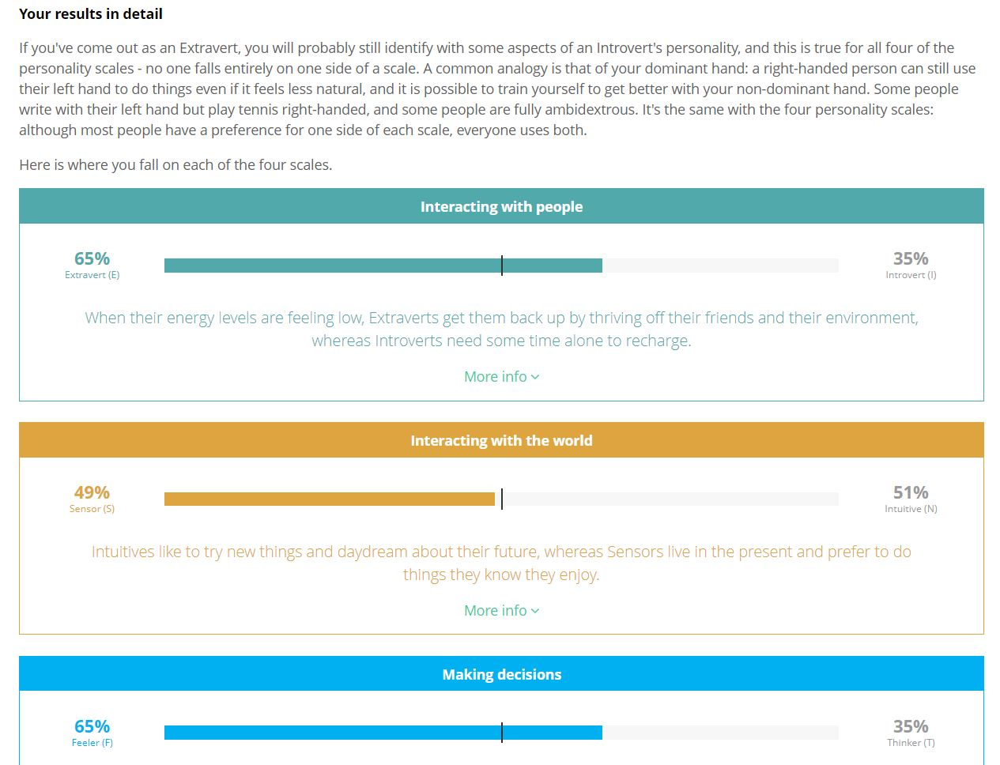 Your results in detail
If you've come out as an Extravert, you will probably still identify with some aspects of an Introvert's personality, and this is true for all four of the
personality scales - no one falls entirely on one side of a scale. A common analogy is that of your dominant hand: a right-handed person can still use
their left hand to do things even if it feels less natural, and it is possible to train yourself to get better with your non-dominant hand. Some people
write with their left hand but play tennis right-handed, and some people are fully ambidextrous. It's the same with the four personality scales:
although most people have a preference for one side of each scale, everyone uses both.
Here is where you fall on each of the four scales.
Interacting with people
65%
Extravert (E)
35%
Introvert (I)
When their energy levels are feeling low, Extraverts get them back up by thriving off their friends and their environment,
whereas Introverts need some time alone to recharge.
More info
Interacting with the world
49%
Sensor (S)
51%
Intuitive (N)
Intuitives like to try new things and daydream about their future, whereas Sensors live in the present and prefer to do
things they know they enjoy.
More info
Making decisions
65%
Feeler (F)
35%
Thinker (T)